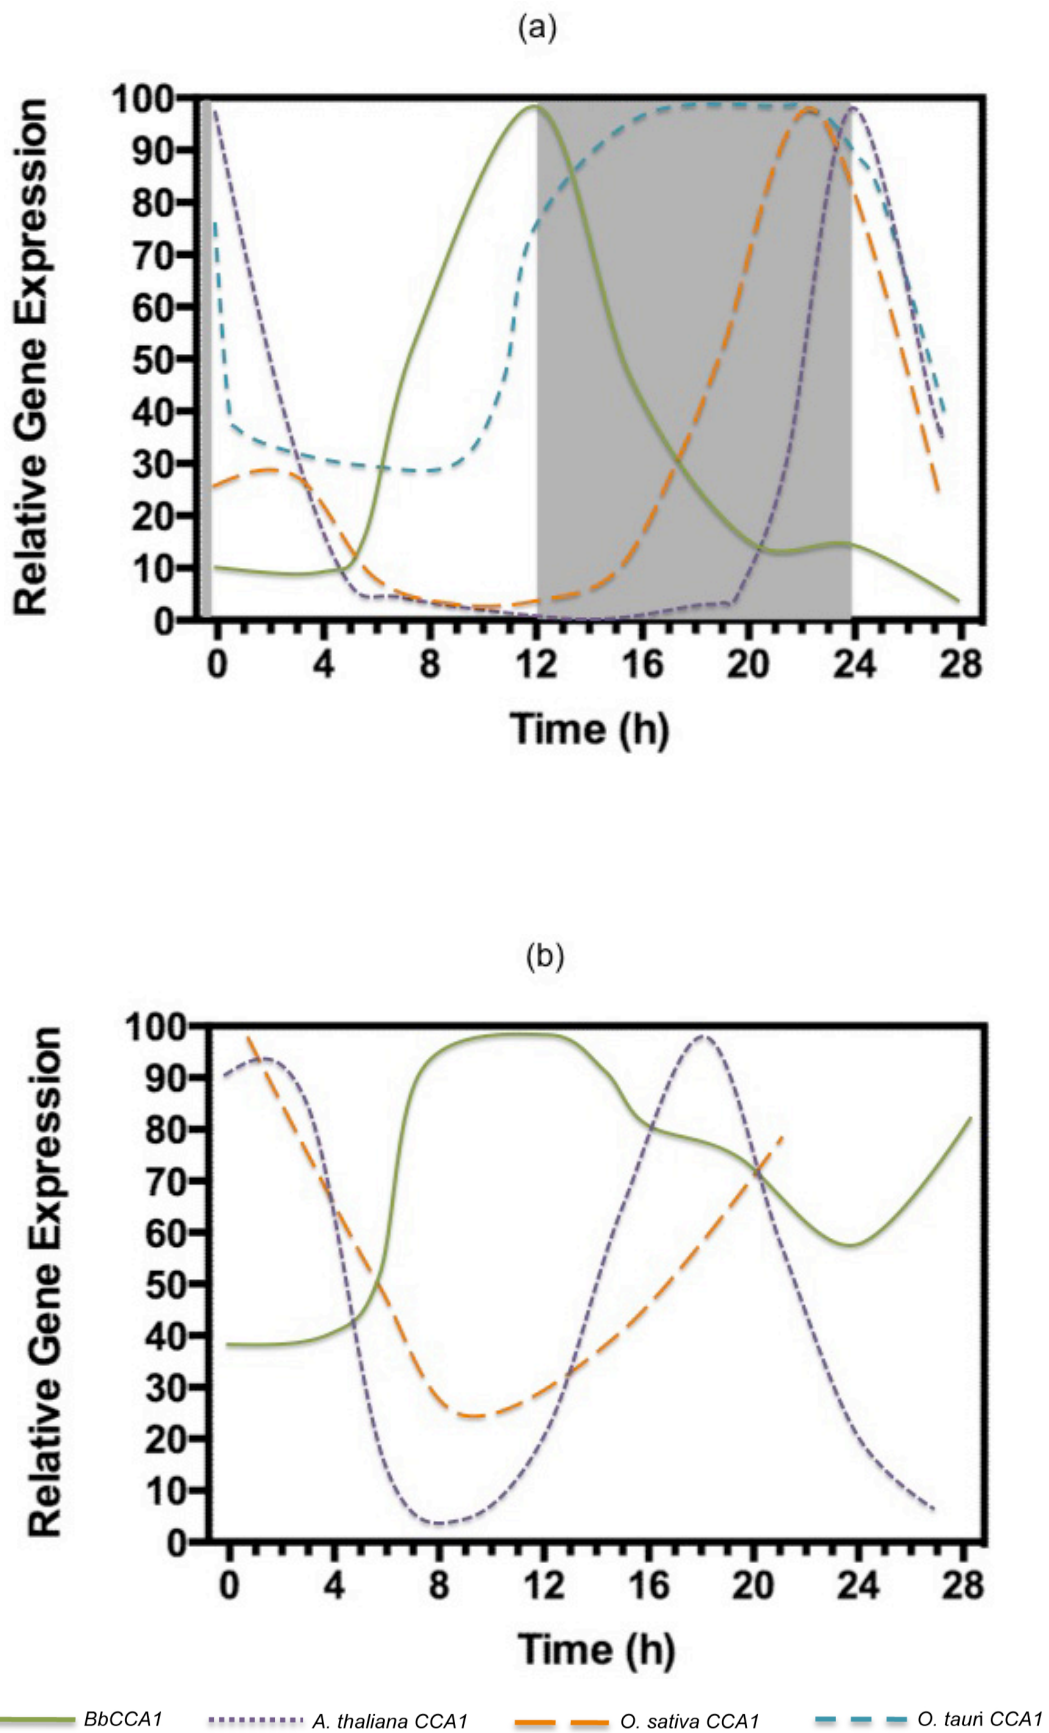 (a)
Relative Gene Expression
100
90
80
70
60
50
40
30
20
10
0
0 4 8 12 16 20 24 28
Time (h)
(b)
Relative Gene Expression
100
90
80
70
60
50
40
30
20
10
0
0 4 8 12 16 20 24 28
Time (h)
BbCCA1 A. thaliana CCA1 O. sativa CCA1 O. tauri CCA1